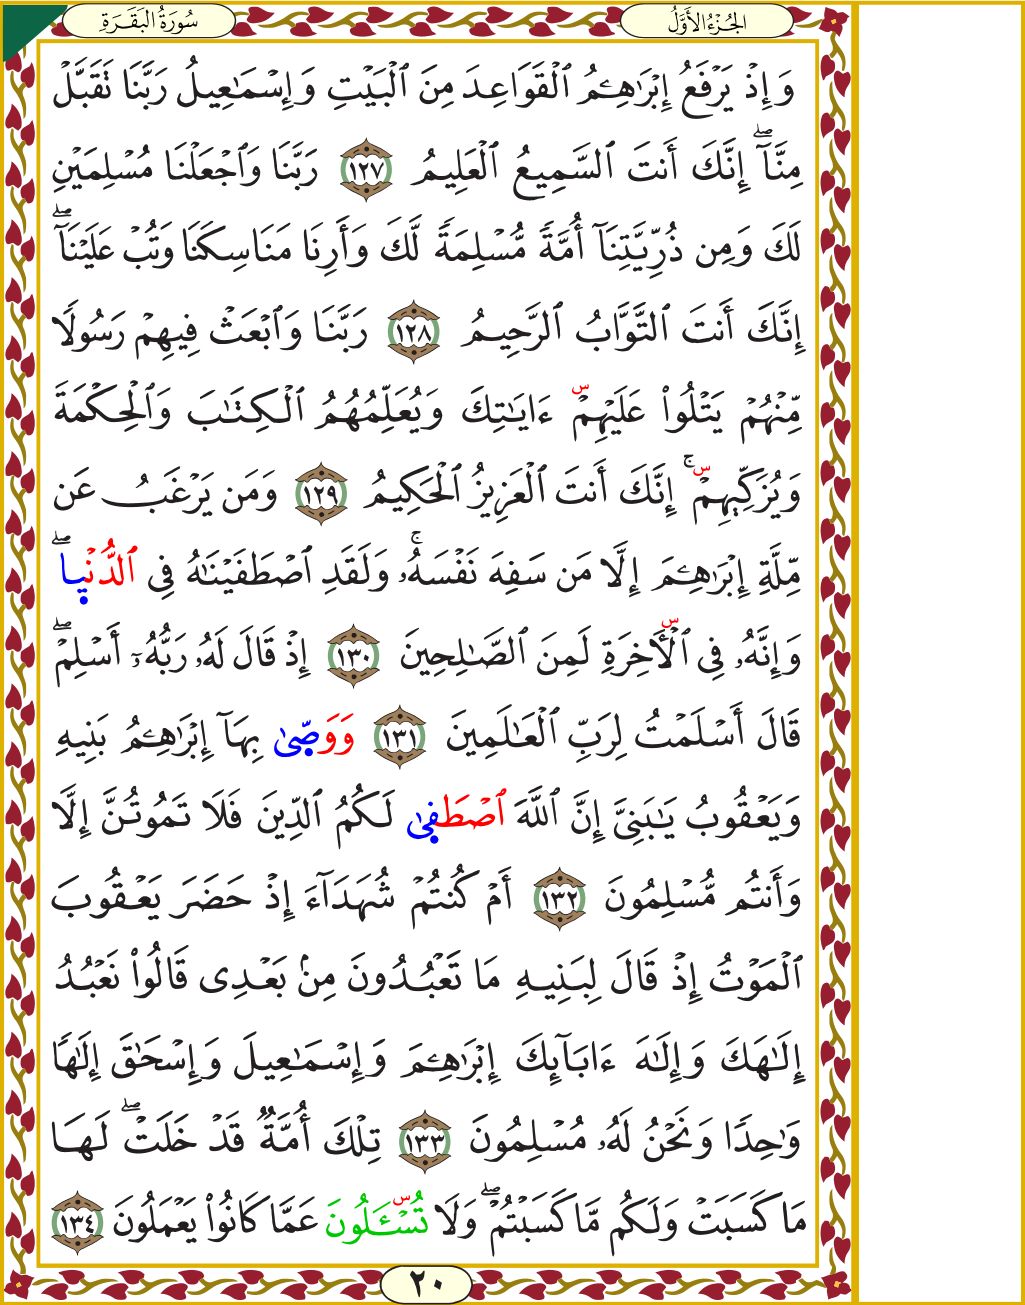 الجُزْءُ الأَوَّلُ
سُورَةُ البَقَرَةِ
وَإِذْ يَرْفَعُ إِبْرَٰهِـۧمُ ٱلْقَوَاعِدَ مِنَ ٱلْبَيْتِ وَإِسْمَـٰعِيلُ رَبَّنَا تَقَبَّلْ
مِنَّآ ۖ إِنَّكَ أَنتَ ٱلسَّمِيعُ ٱلْعَلِيمُ ١٢٧ رَبَّنَا وَٱجْعَلْنَا مُسْلِمَيْنِ
لَكَ وَمِن ذُرِّيَّتِنَآ أُمَّةً مُّسْلِمَةً لَّكَ وَأَرِنَا مَنَاسِكَنَا وَتُبْ عَلَيْنَآ ۖ
إِنَّكَ أَنتَ ٱلتَّوَّابُ ٱلرَّحِيمُ ١٢٨ رَبَّنَا وَٱبْعَثْ فِيهِمْ رَسُولًا
مِّنْهُمْ يَتْلُوا۟ عَلَيْهِمْۜ ءَايَـٰتِكَ وَيُعَلِّمُهُمُ ٱلْكِتَـٰبَ وَٱلْحِكْمَةَ
وَيُزَكِّيهِمْۜ ۚ إِنَّكَ أَنتَ ٱلْعَزِيزُ ٱلْحَكِيمُ ١٢٩ وَمَن يَرْغَبُ عَن
مِّلَّةِ إِبْرَٰهِـۧمَ إِلَّا مَن سَفِهَ نَفْسَهُۥ ۚ وَلَقَدِ ٱصْطَفَيْنَـٰهُ فِى ٱلدُّنْيَا ۖ
وَإِنَّهُۥ فِى ٱلْـَٔاخِرَةِ لَمِنَ ٱلصَّـٰلِحِينَ ١٣٠ إِذْ قَالَ لَهُۥ رَبُّهُۥٓ أَسْلِمْ ۖ
قَالَ أَسْلَمْتُ لِرَبِّ ٱلْعَـٰلَمِينَ ١٣١ وَوَصَّىٰ بِهَآ إِبْرَٰهِـۧمُ بَنِيهِ
وَيَعْقُوبُ يَـٰبَنِىَّ إِنَّ ٱللَّهَ ٱصْطَفَىٰ لَكُمُ ٱلدِّينَ فَلَا تَمُوتُنَّ إِلَّا
وَأَنتُم مُّسْلِمُونَ ١٣٢ أَمْ كُنتُمْ شُهَدَآءَ إِذْ حَضَرَ يَعْقُوبَ
ٱلْمَوْتُ إِذْ قَالَ لِبَنِيهِ مَا تَعْبُدُونَ مِنۢ بَعْدِى قَالُوا۟ نَعْبُدُ
إِلَـٰهَكَ وَإِلَـٰهَ ءَابَآئِكَ إِبْرَٰهِـۧمَ وَإِسْمَـٰعِيلَ وَإِسْحَـٰقَ إِلَـٰهًا
وَٰحِدًا وَنَحْنُ لَهُۥ مُسْلِمُونَ ١٣٣ تِلْكَ أُمَّةٌ قَدْ خَلَتْ ۖ لَهَا
مَا كَسَبَتْ وَلَكُم مَّا كَسَبْتُمْ ۖ وَلَا تُسْـَٔلُونَ عَمَّا كَانُوا۟ يَعْمَلُونَ ١٣٤
٢٠